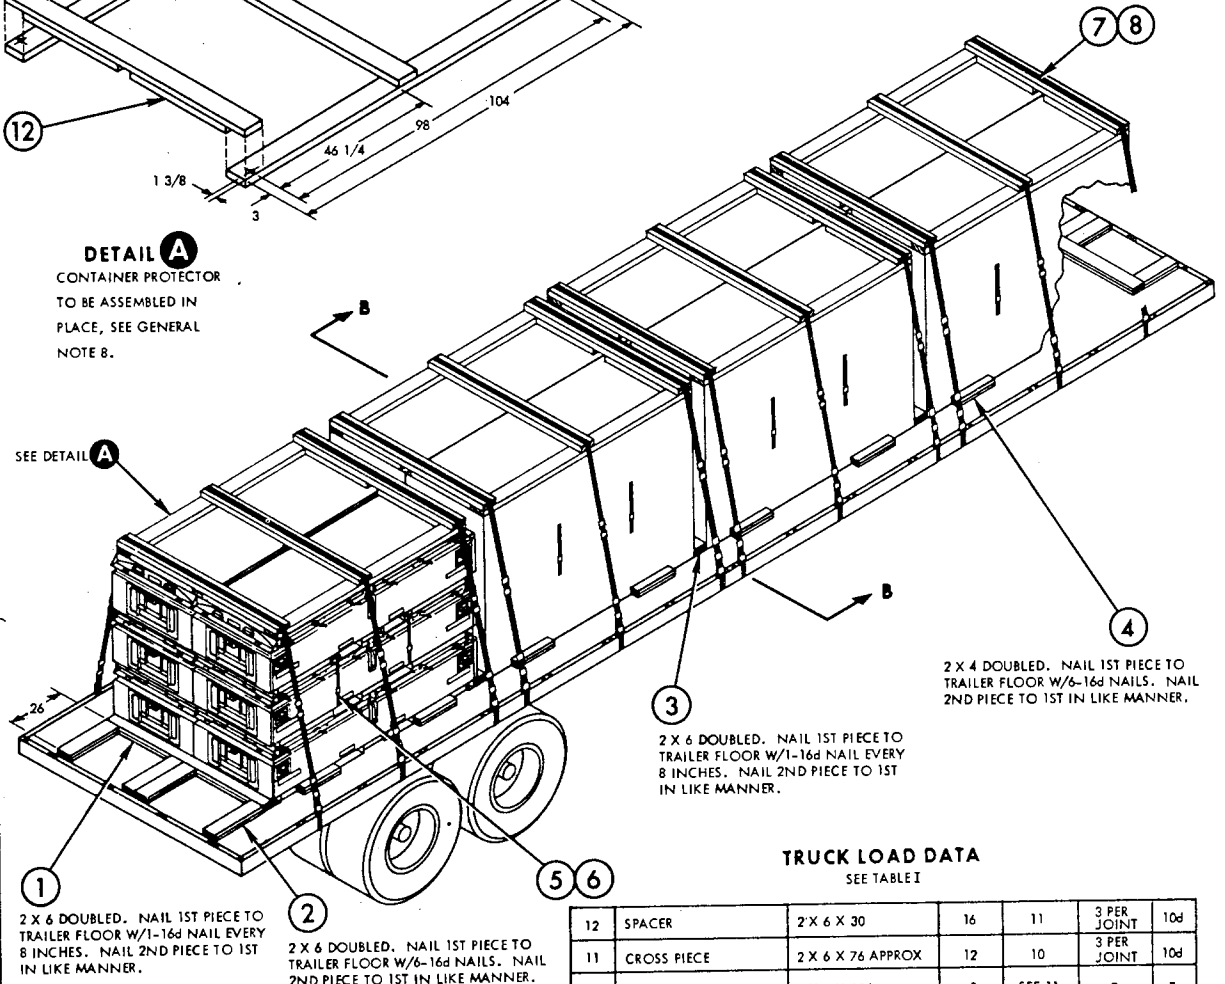 7 8
104
98
46 1/4
12
1 3/8
3
DETAIL A
CONTAINER PROTECTOR
TO BE ASSEMBLED IN
PLACE, SEE GENERAL
NOTE 8.
B
SEE DETAIL A
B
4
2 X 4 DOUBLED. NAIL 1ST PIECE TO
TRAILER FLOOR W/6-16d NAILS. NAIL
2ND PIECE TO 1ST IN LIKE MANNER.
26
3
2 X 6 DOUBLED. NAIL 1ST PIECE TO
TRAILER FLOOR W/1-16d NAIL EVERY
8 INCHES. NAIL 2ND PIECE TO 1ST
IN LIKE MANNER.
1
2 X 6 DOUBLED. NAIL 1ST PIECE TO
TRAILER FLOOR W/1-16d NAIL EVERY
8 INCHES. NAIL 2ND PIECE TO 1ST
IN LIKE MANNER.
2
2 X 6 DOUBLED. NAIL 1ST PIECE TO
TRAILER FLOOR W/6-16d NAILS. NAIL
2ND PIECE TO 1ST IN LIKE MANNER.
5 6
TRUCK LOAD DATA
SEE TABLE I
12 SPACER 2 X 6 X 30 16 11 3 PER JOINT 10d
11 CROSS PIECE 2 X 6 X 76 APPROX 12 10 3 PER JOINT 10d